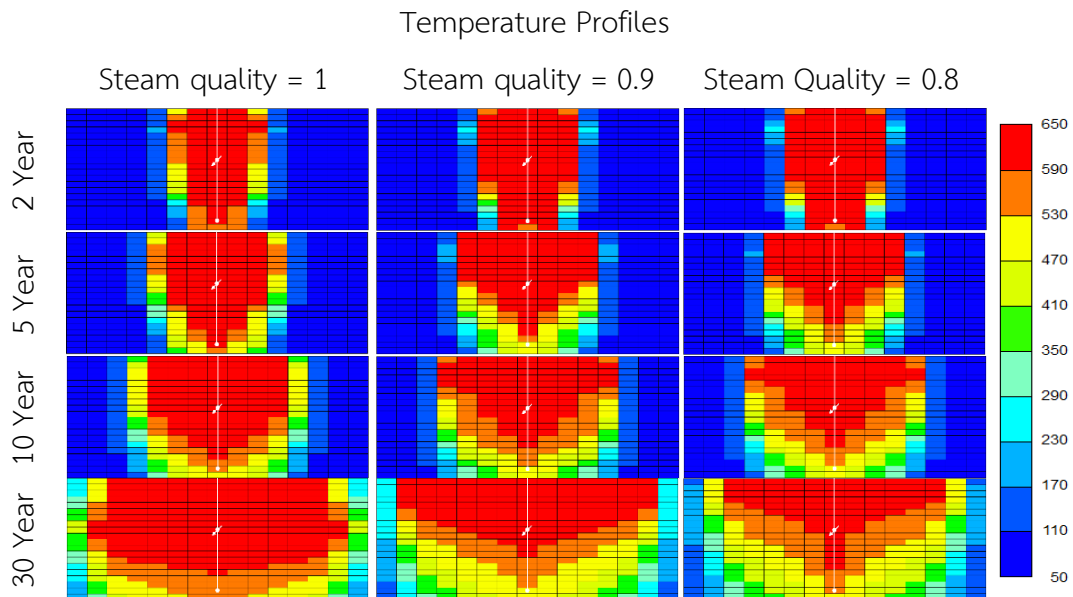 Temperature Profiles
Steam quality = 1
Steam quality = 0.9
Steam Quality = 0.8
2 Year
5 Year
10 Year
30 Year
650
590
530
470
410
350
290
230
170
110
50